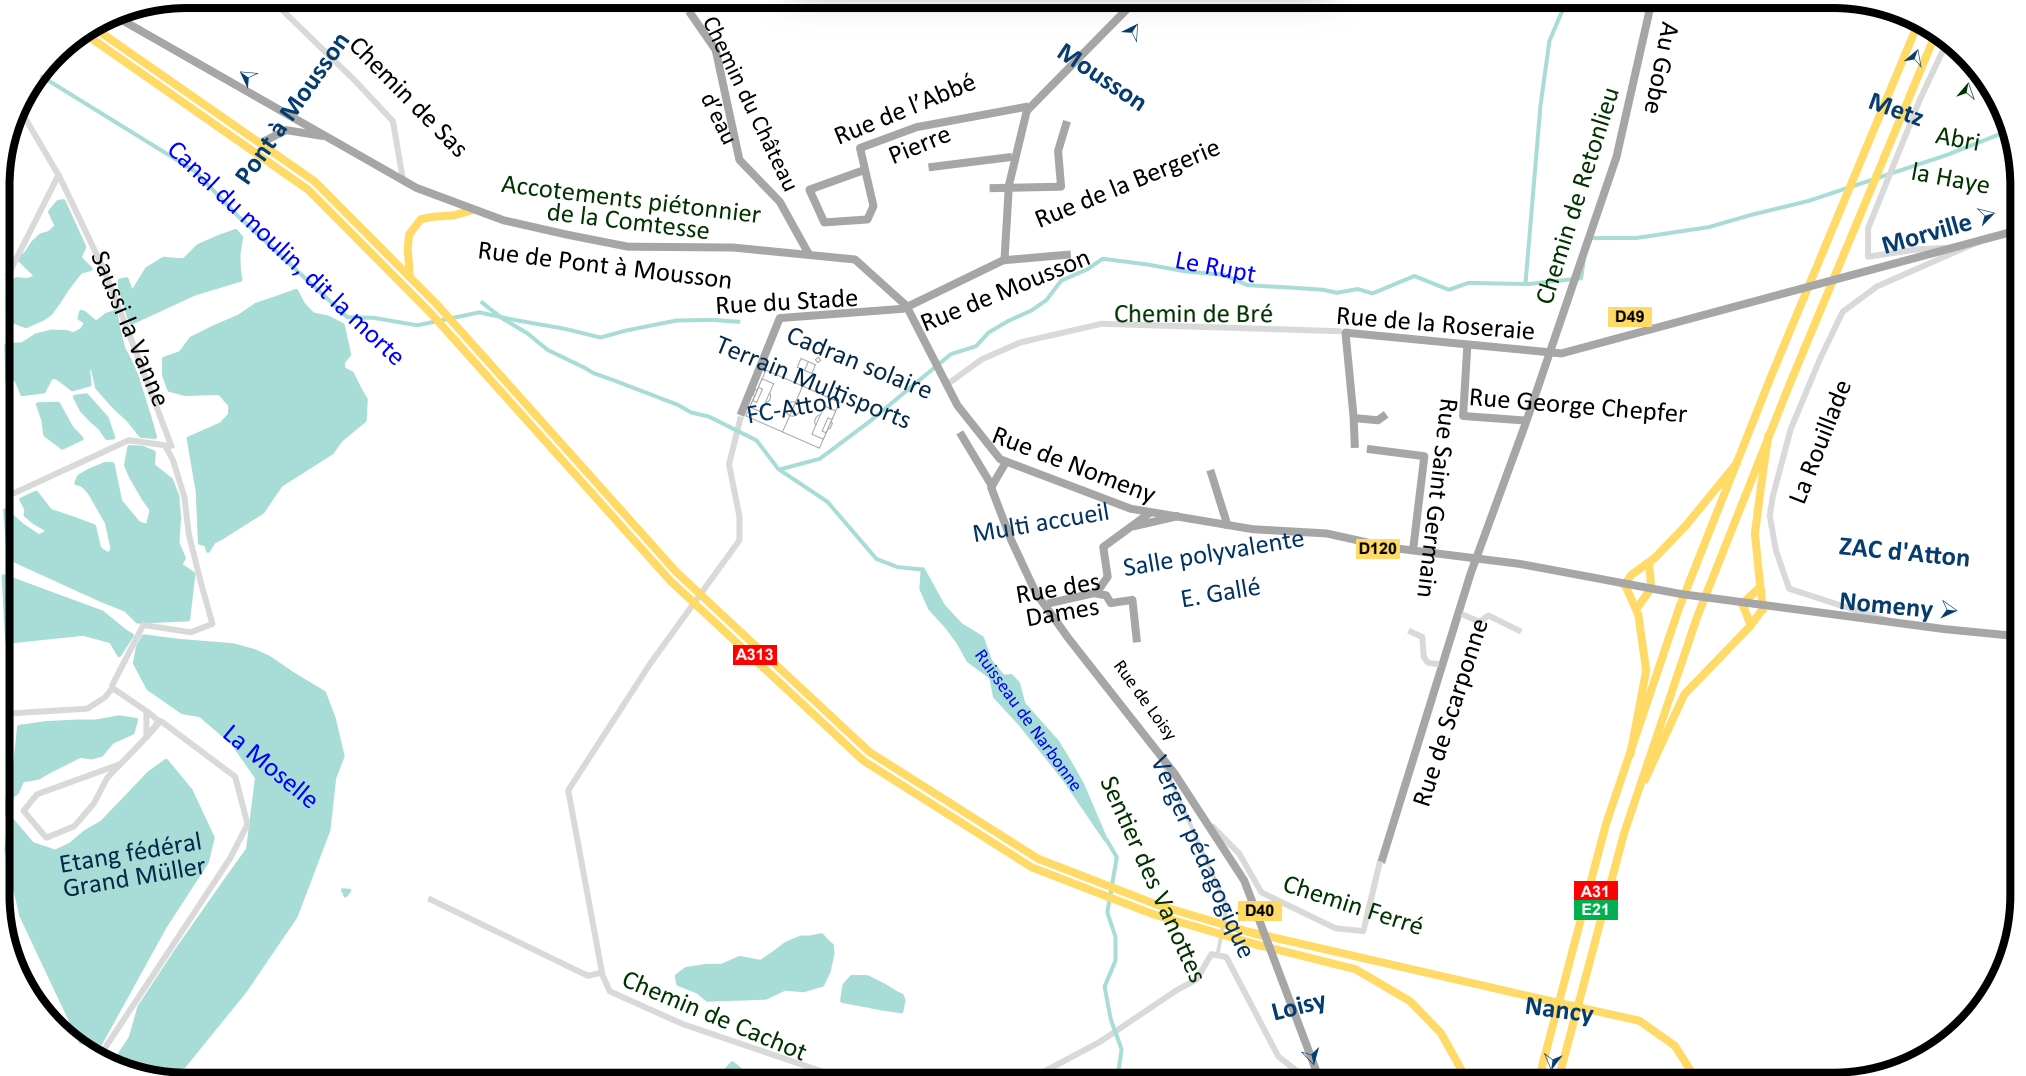 Pont à Mousson
Chemin de Sas
Chemin du Château
d'eau
Rue de l’Abbé
Pierre
Mousson
Rue de la Bergerie
Chemin de Retonlieu
Au Gobe
Metz
Abri
la Haye
Morville
Canal du moulin, dit la morte
Accotements piétonnier
de la Comtesse
Rue de Pont à Mousson
Saussi la Vanne
Rue du Stade
Rue de Mousson
Le Rupt
Chemin de Bré
Rue de la Roseraie
D49
Cadran solaire
Terrain Multisports
FC-Atton
Rue George Chepfer
Rue Saint Germain
La Rouillade
Rue de Nomeny
Multi accueil
Salle polyvalente
E. Gallé
D120
ZAC d'Atton
Nomeny
Rue des
Dames
A313
Ruisseau de Narbonne
Rue de Loisy
Rue de Scarponne
La Moselle
Verger pédagogique
Sentier des Vanottes
Etang fédéral
Grand Müller
Chemin Ferré
D40
A31
E21
Chemin de Cachot
Loisy
Nancy